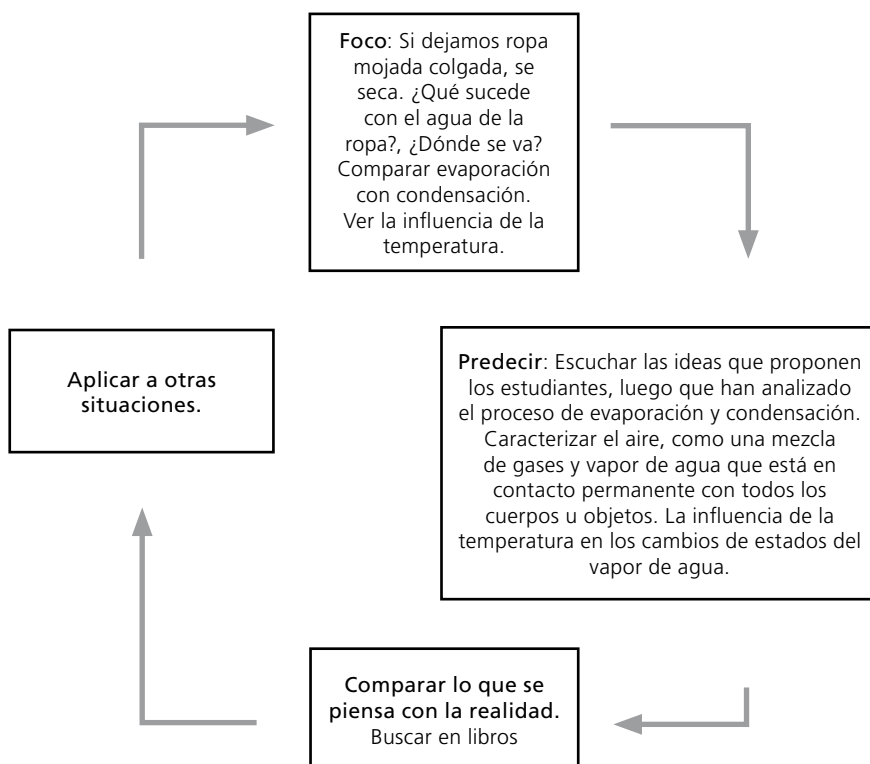 Foco: Si dejamos ropa
mojada colgada, se
seca. ¿Qué sucede
con el agua de la
ropa?, ¿Dónde se va?
Comparar evaporación
con condensación.
Ver la influencia de la
temperatura.
Predecir: Escuchar las ideas que proponen
los estudiantes, luego que han analizado
el proceso de evaporación y condensación.
Caracterizar el aire, como una mezcla
de gases y vapor de agua que está en
contacto permanente con todos los
cuerpos u objetos. La influencia de la
temperatura en los cambios de estados del
vapor de agua.
Comparar lo que se
piensa con la realidad.
Buscar en libros
Aplicar a otras
situaciones.